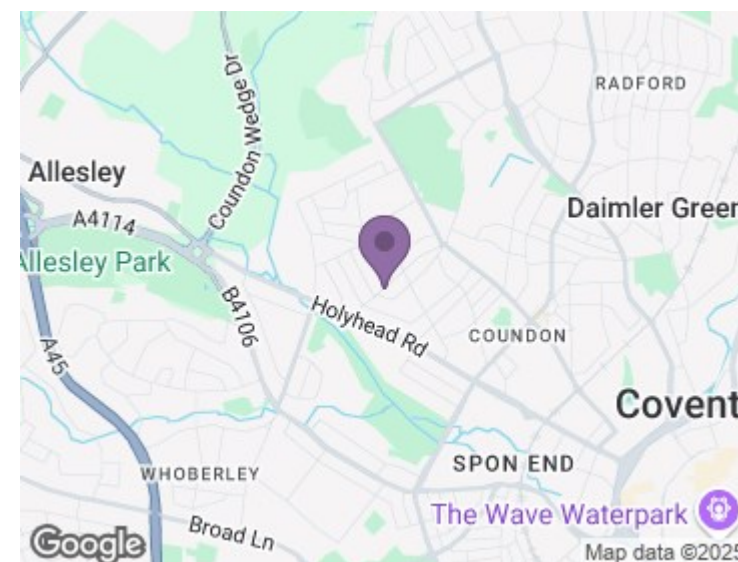 RADFORD
Coundon Wedge Dr
Allesley
Daimler Green
A4114
Allesley Park
B4106
Holyhead Rd
COUNDON
A45
Covent
SPON END
WHOBERLEY
The Wave Waterpark
Broad Ln
Google
Map data ©2025